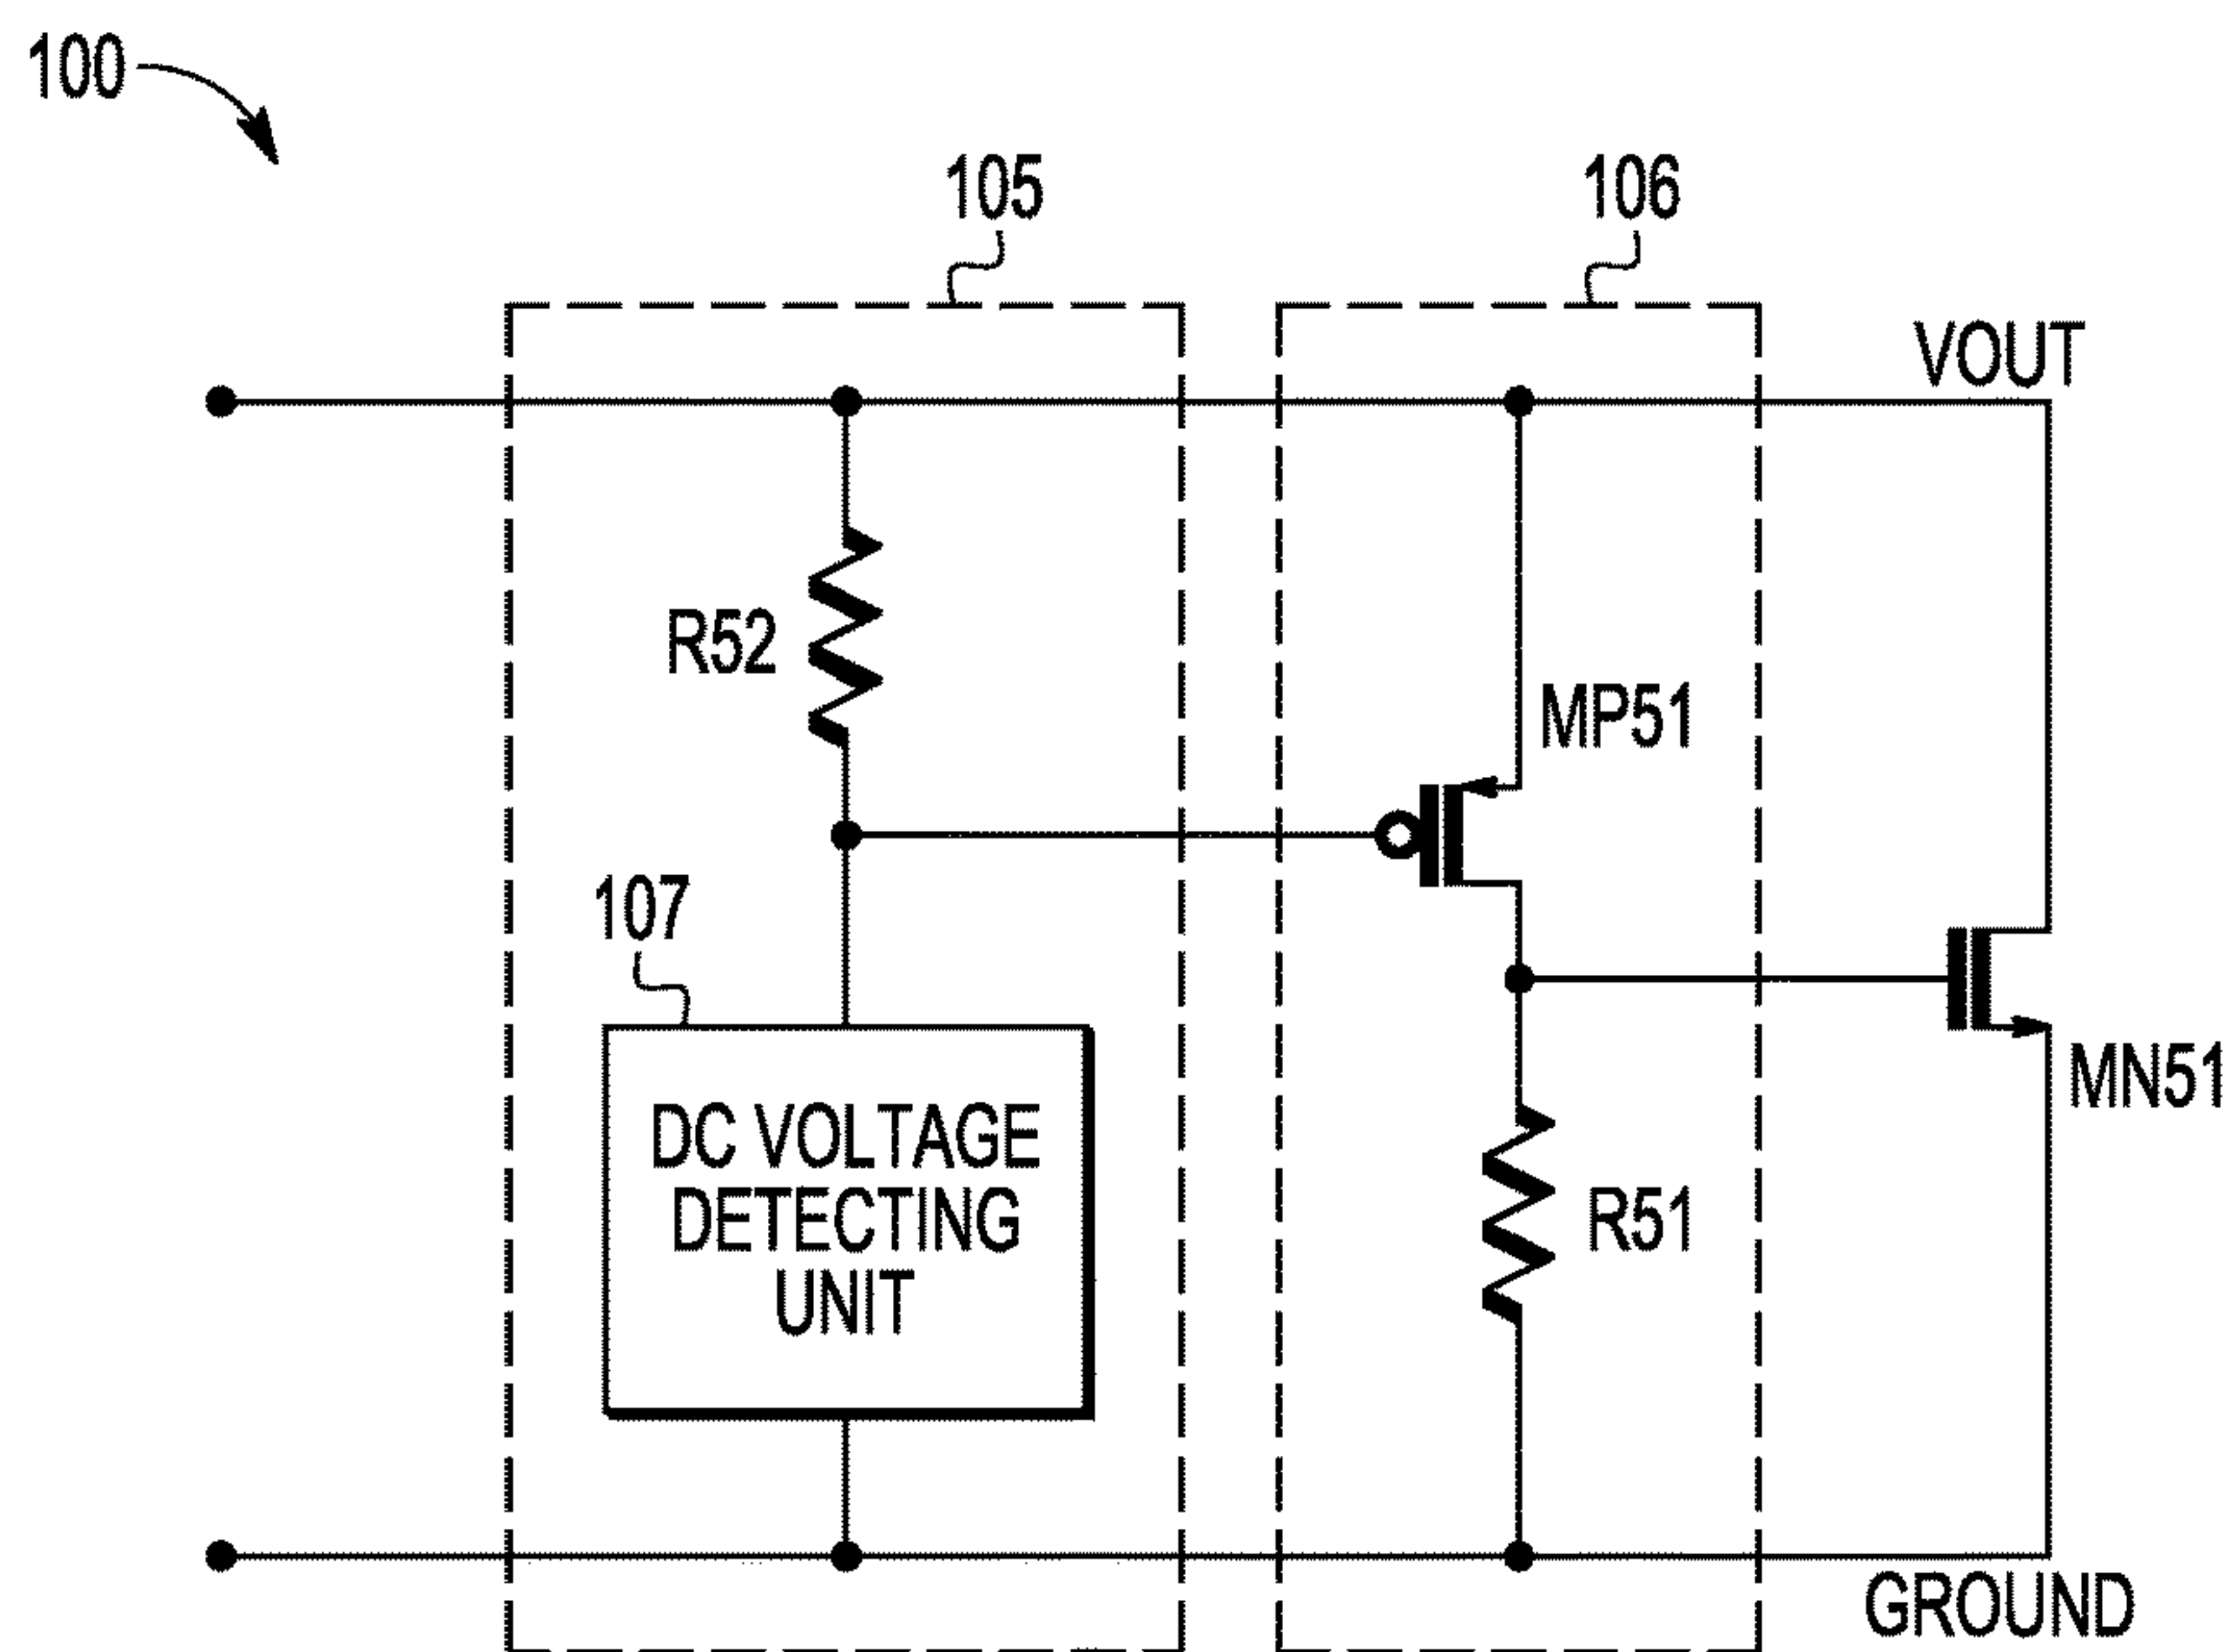 100
105
106
VOUT
R52
MP51
107
MN51
DC VOLTAGE
DETECTING
UNIT
R51
GROUND